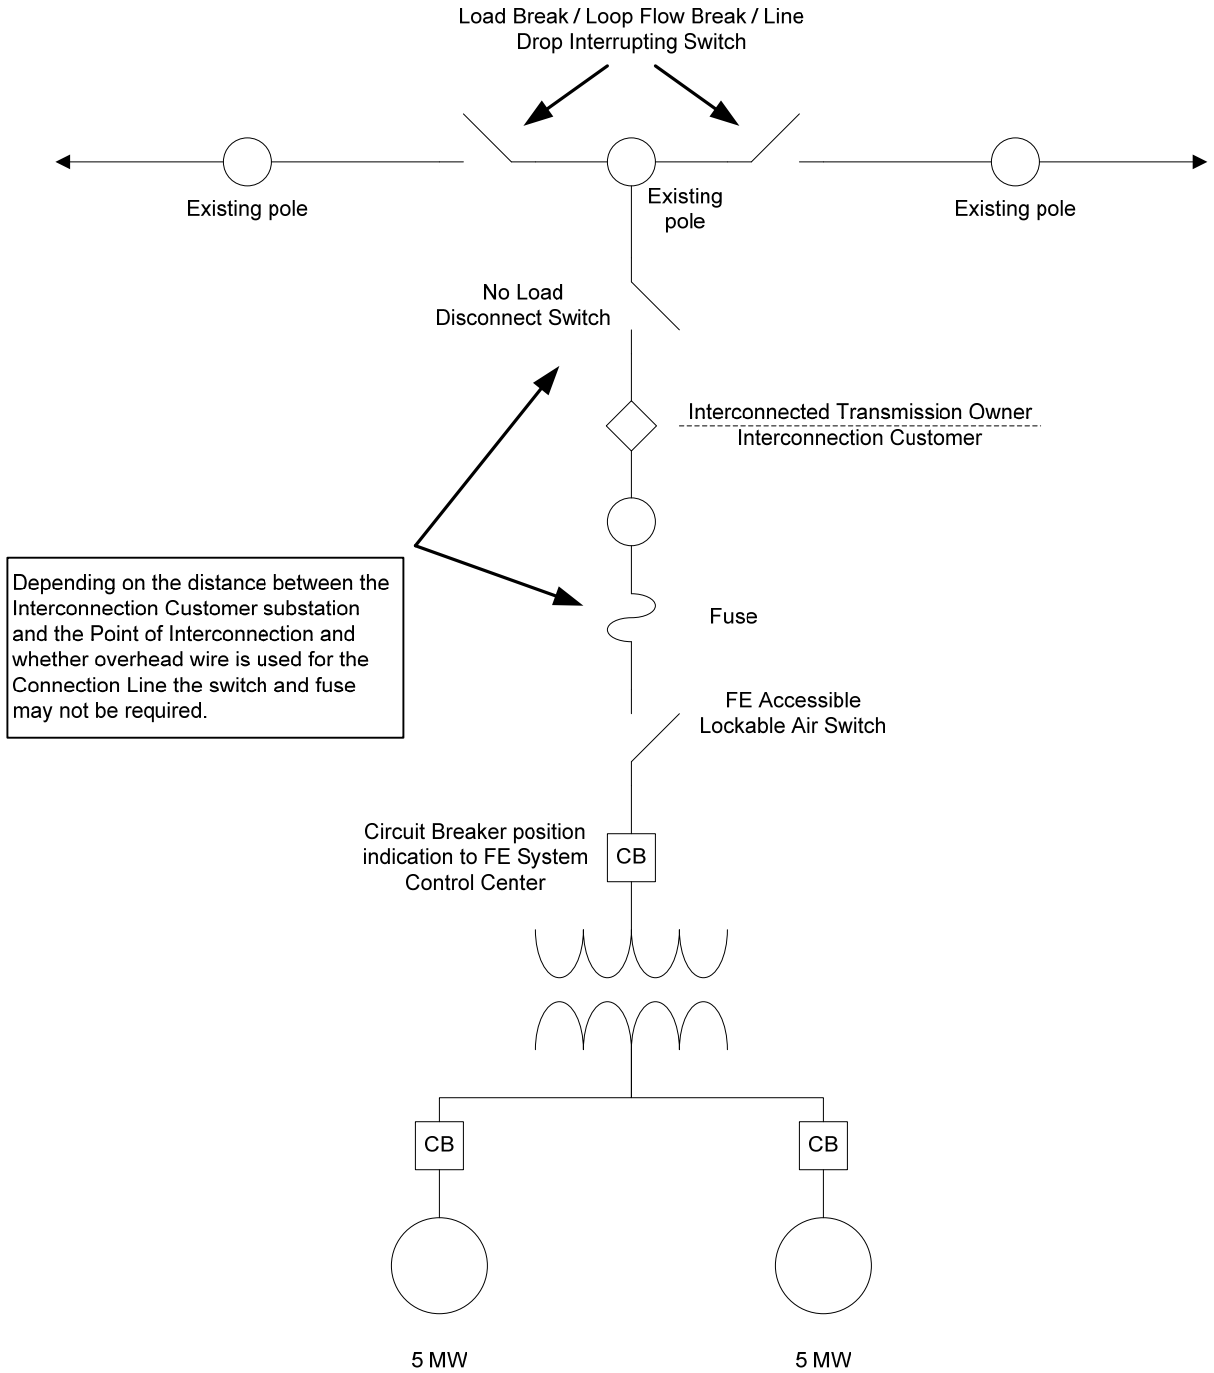 Load Break / Loop Flow Break / Line
Drop Interrupting Switch
Existing pole
Existing
pole
Existing pole
No Load
Disconnect Switch
Interconnected Transmission Owner
Interconnection Customer
Depending on the distance between the
Interconnection Customer substation
and the Point of Interconnection and
whether overhead wire is used for the
Connection Line the switch and fuse
may not be required.
Fuse
FE Accessible
Lockable Air Switch
Circuit Breaker position
indication to FE System
Control Center
CB
CB
CB
5 MW
5 MW